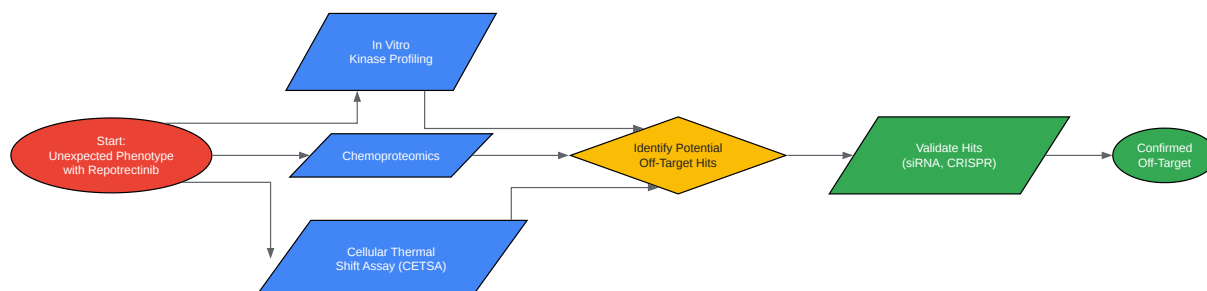 Start:
Unexpected Phenotype
with Repotrectinib
In Vitro
Kinase Profiling
Chemoproteomics
Cellular Thermal
Shift Assay (CETSA)
Identify Potential
Off-Target Hits
Validate Hits
(siRNA, CRISPR)
Confirmed
Off-Target